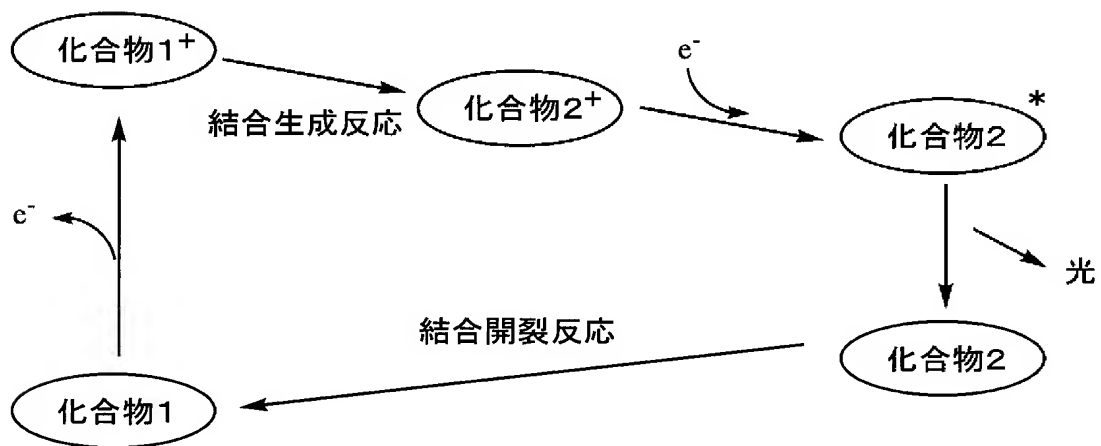 化合物1⁺
結合生成反応
化合物2⁺
e⁻
化合物2*
光
化合物2
結合開裂反応
化合物1
e⁻